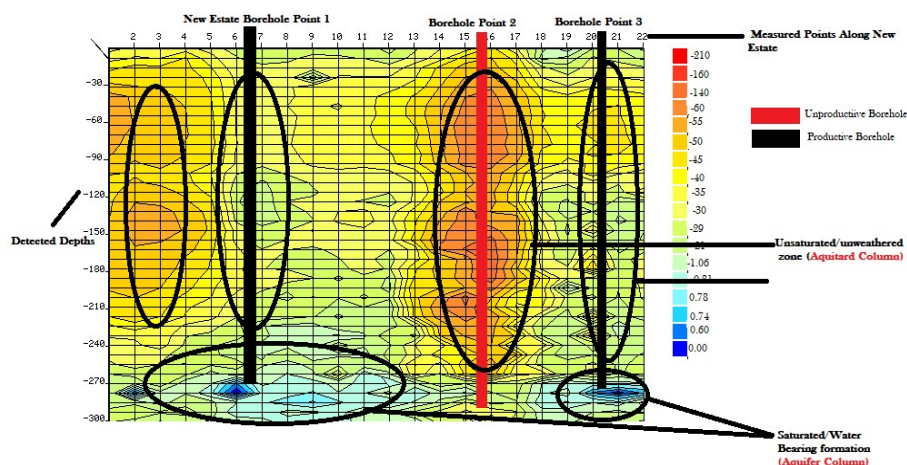 New Estate Borehole Point 1
Borehole Point 2
Borehole Point 3
2 3 4 5 6 7 8 9 10 11 12 13 14 15 16 17 18 19 20 21 22
Measured Points Along New
Estate
-30
-60
-90
-120
-150
-180
-210
-240
-270
-300
Detected Depths
-210
-160
-140
-60
-55
-50
-45
-40
-35
-30
-29
-1.06
0.78
0.74
0.60
0.00
Unproductive Borehole
Productive Borehole
Unsaturated/unweathered
zone (Aquitard Column)
Saturated/Water
Bearing formation
(Aquifer Column)